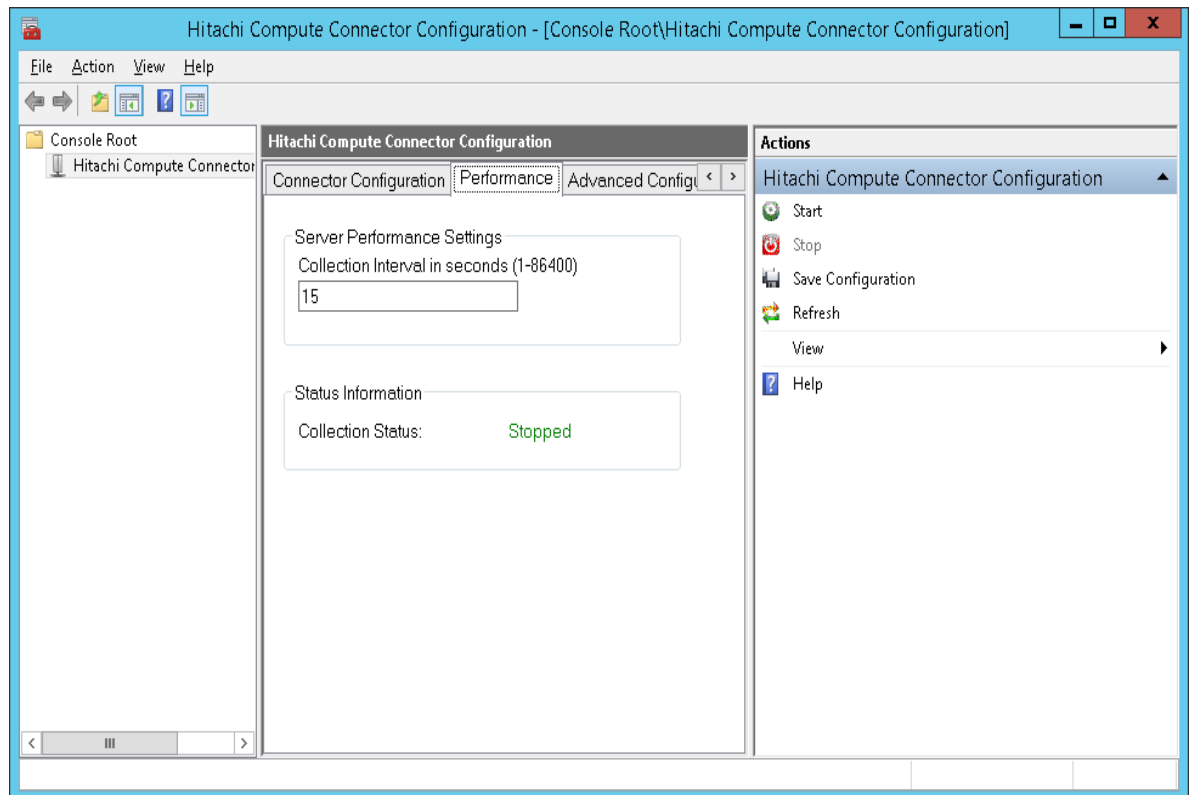 Hitachi Compute Connector Configuration - [Console Root\Hitachi Compute Connector Configuration]
File Action View Help
Console Root
Hitachi Compute Connector
Hitachi Compute Connector Configuration
Connector Configuration Performance Advanced Configu
Server Performance Settings
Collection Interval in seconds (1-86400)
15
Status Information
Collection Status: Stopped
Actions
Hitachi Compute Connector Configuration
Start
Stop
Save Configuration
Refresh
View
Help